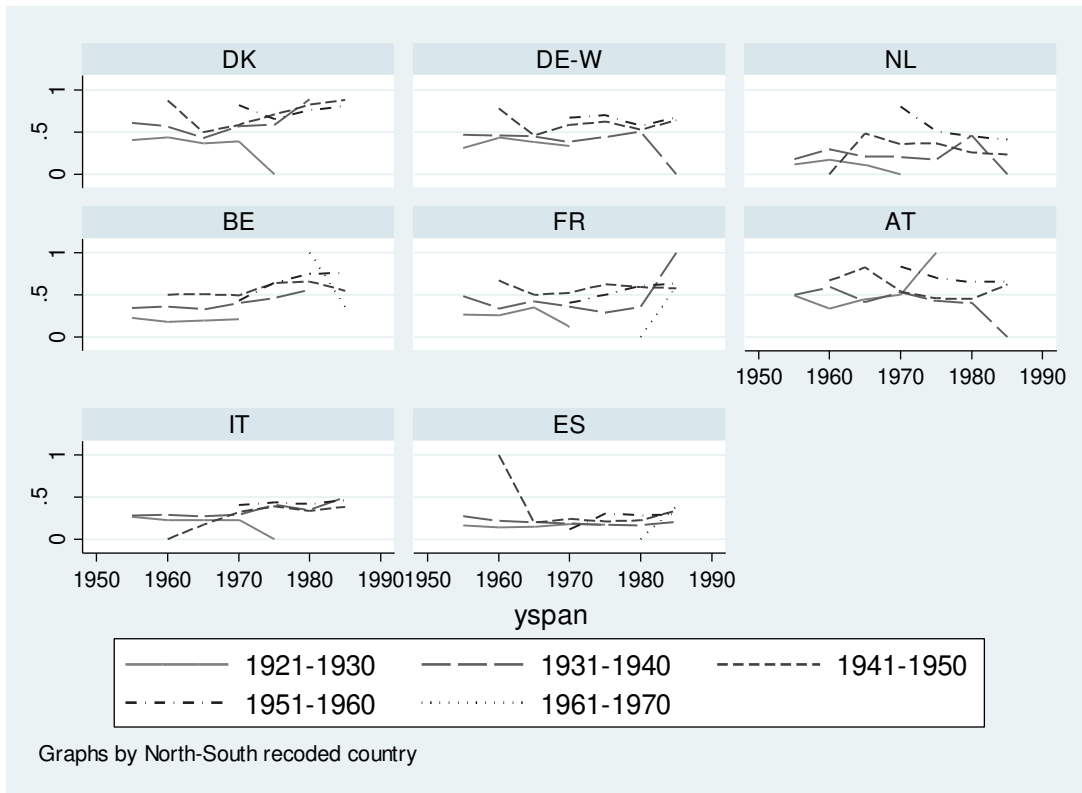 DK DE-W NL
1
.5
0
BE FR AT
1
.5
0
1950 1960 1970 1980 1990
IT ES
1
.5
0
1950 1960 1970 1980 1990 1950 1960 1970 1980 1990
yspan
1921-1930 1931-1940 1941-1950
1951-1960 1961-1970
Graphs by North-South recoded country